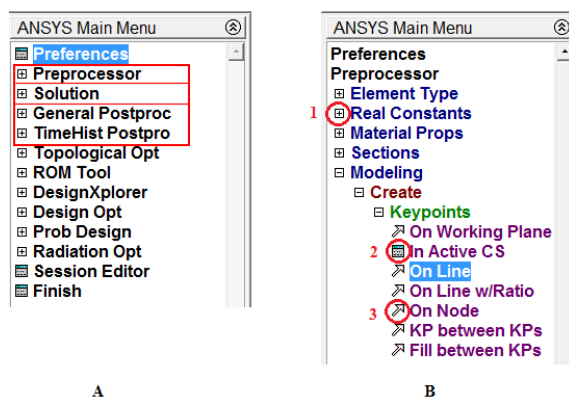 ANSYS Main Menu
Preferences
Preprocessor
Solution
General Postproc
TimeHist Postpro
Topological Opt
ROM Tool
DesignXplorer
Design Opt
Prob Design
Radiation Opt
Session Editor
Finish
A
ANSYS Main Menu
Preferences
Preprocessor
Element Type
1 Real Constants
Material Props
Sections
Modeling
Create
Keypoints
On Working Plane
2 In Active CS
On Line
On Line w/Ratio
3 On Node
KP between KPs
Fill between KPs
B